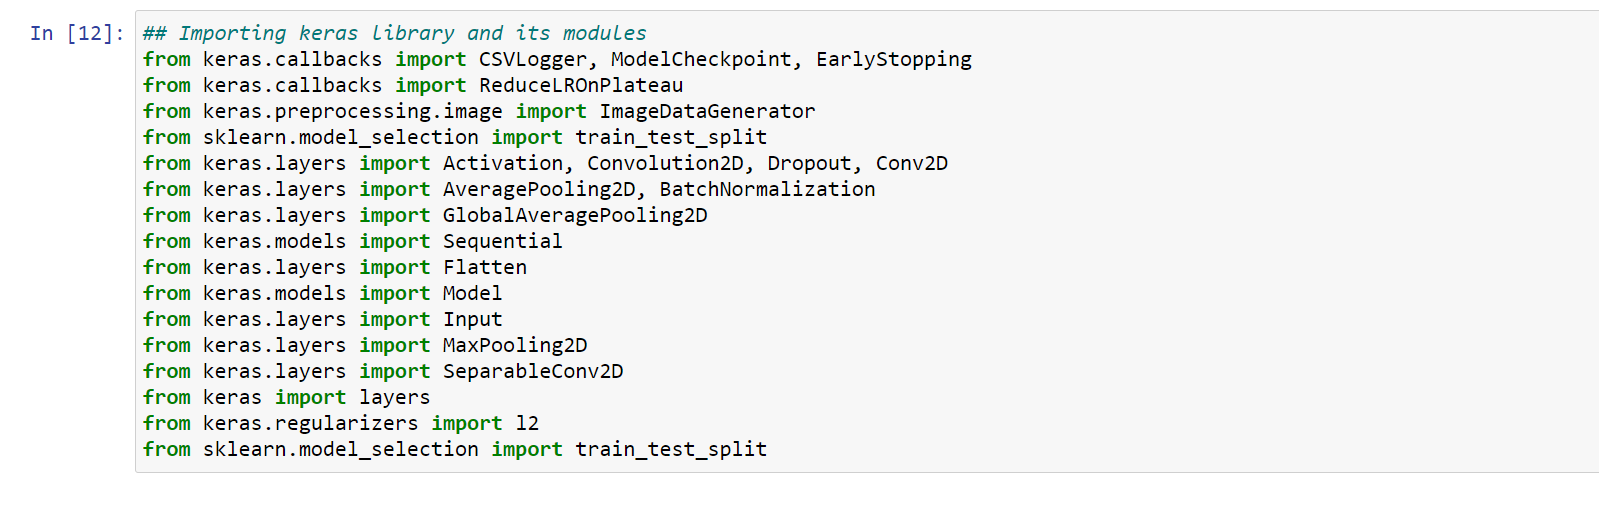 In [12]: ## Importing keras library and its modules
from keras.callbacks import CSVLogger, ModelCheckpoint, EarlyStopping
from keras.callbacks import ReduceLROnPlateau
from keras.preprocessing.image import ImageDataGenerator
from sklearn.model_selection import train_test_split
from keras.layers import Activation, Convolution2D, Dropout, Conv2D
from keras.layers import AveragePooling2D, BatchNormalization
from keras.layers import GlobalAveragePooling2D
from keras.models import Sequential
from keras.layers import Flatten
from keras.models import Model
from keras.layers import Input
from keras.layers import MaxPooling2D
from keras.layers import SeparableConv2D
from keras import layers
from keras.regularizers import l2
from sklearn.model_selection import train_test_split